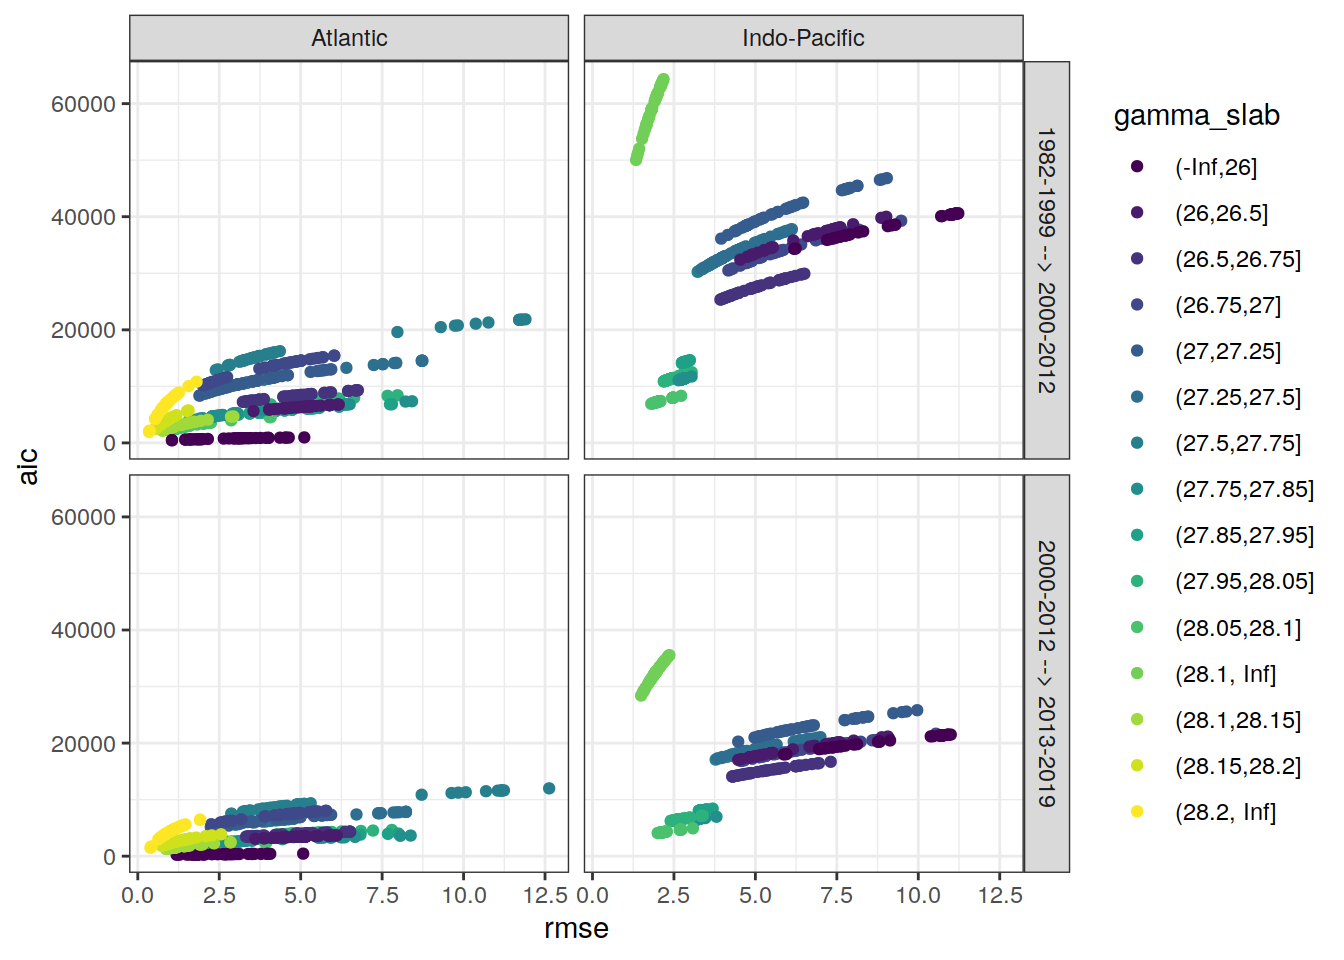 Atlantic
Indo-Pacific
60000
40000
20000
0
1982-1999 --> 2000-2012
60000
40000
20000
0
2000-2012 --> 2013-2019
0.0 2.5 5.0 7.5 10.0 12.5
0.0 2.5 5.0 7.5 10.0 12.5
rmse
aic
gamma_slab
(-Inf,26]
(26,26.5]
(26.5,26.75]
(26.75,27]
(27,27.25]
(27.25,27.5]
(27.5,27.75]
(27.75,27.85]
(27.85,27.95]
(27.95,28.05]
(28.05,28.1]
(28.1, Inf]
(28.1,28.15]
(28.15,28.2]
(28.2, Inf]